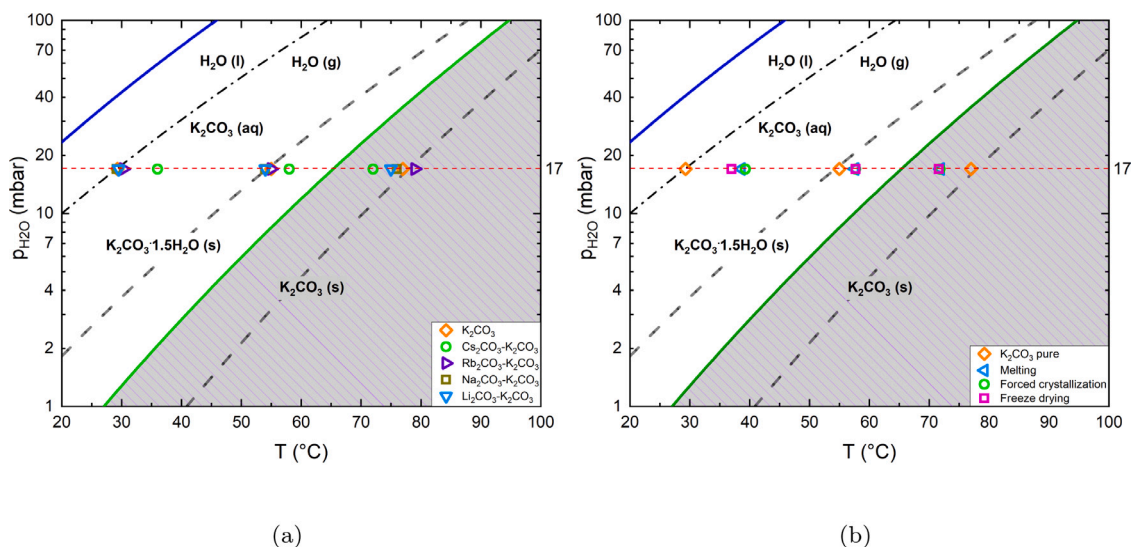 100
70
40
20
10
7
4
2
1
p_H2O (mbar)
H₂O (l)
H₂O (g)
K₂CO₃ (aq)
17
K₂CO₃·1.5H₂O (s)
K₂CO₃ (s)
K₂CO₃
Cs₂CO₃-K₂CO₃
Rb₂CO₃-K₂CO₃
Na₂CO₃-K₂CO₃
Li₂CO₃-K₂CO₃
20 30 40 50 60 70 80 90 100
T (°C)
(a)
100
70
40
20
10
7
4
2
1
p_H2O (mbar)
H₂O (l)
H₂O (g)
K₂CO₃ (aq)
17
K₂CO₃·1.5H₂O (s)
K₂CO₃ (s)
K₂CO₃ pure
Melting
Forced crystallization
Freeze drying
20 30 40 50 60 70 80 90 100
T (°C)
(b)